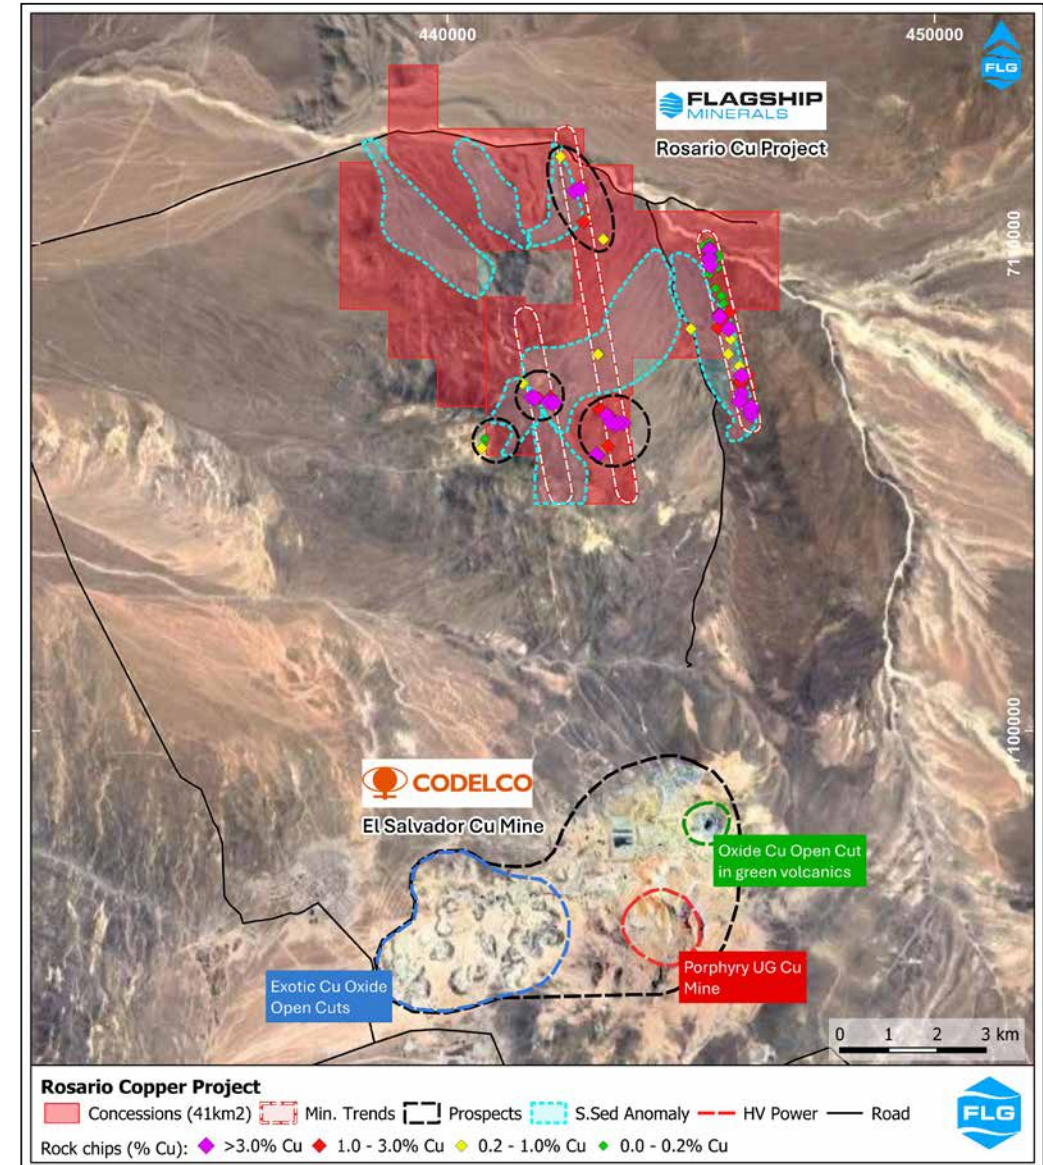 440000
450000
FLG
FLAGSHIP
MINERALS
Rosario Cu Project
7110000
7100000
CODELCO
El Salvador Cu Mine
Oxide Cu Open Cut
in green volcanics
Porphyry UG Cu
Mine
Exotic Cu Oxide
Open Cuts
0 1 2 3 km
Rosario Copper Project
Concessions (41km2) Min. Trends Prospects S.Sed Anomaly HV Power Road
Rock chips (% Cu): >3.0% Cu 1.0 - 3.0% Cu 0.2 - 1.0% Cu 0.0 - 0.2% Cu
FLG